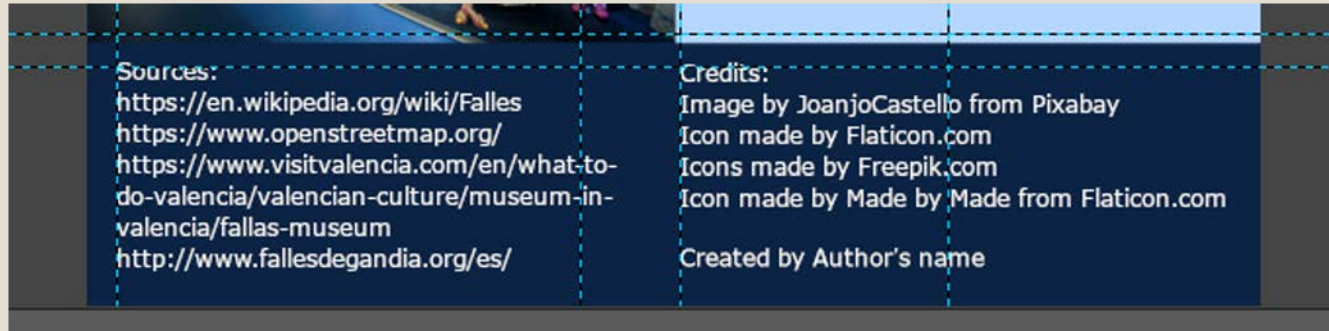 Sources:
https://en.wikipedia.org/wiki/Falles
https://www.openstreetmap.org/
https://www.visitvalencia.com/en/what-to-
do-valencia/valencian-culture/museum-in-
valencia/fallas-museum
http://www.fallesdegandia.org/es/
Credits:
Image by JoanjoCastello from Pixabay
Icon made by Flaticon.com
Icons made by Freepik.com
Icon made by Made by Made from Flaticon.com
Created by Author's name